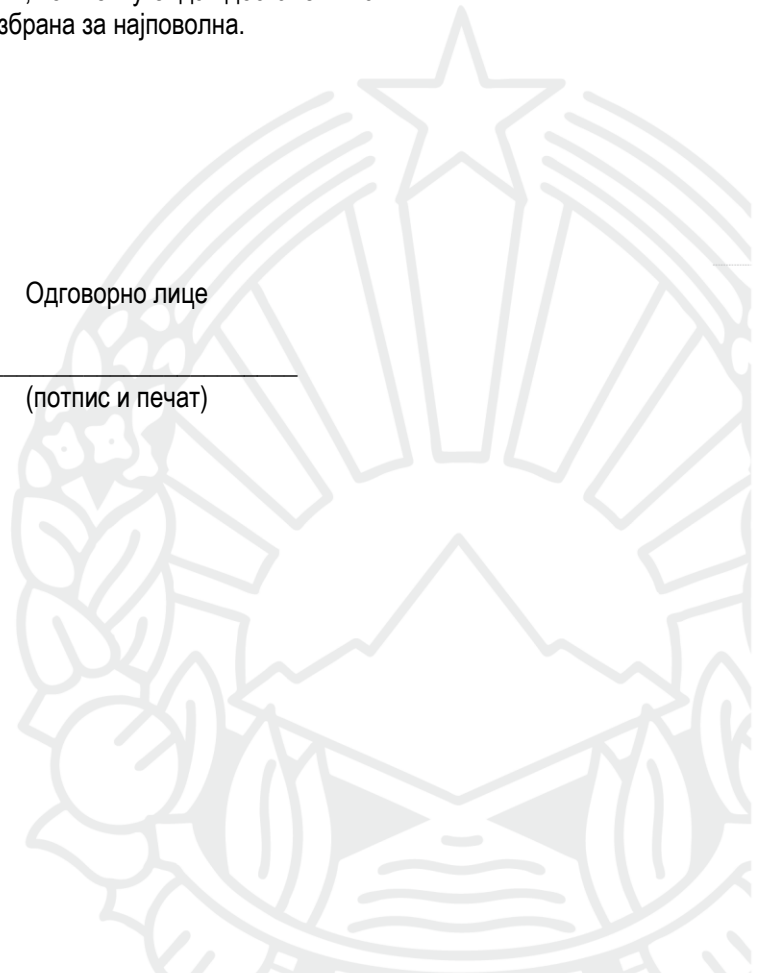 збрана за најповолна.
Одговорно лице
(потпис и печат)